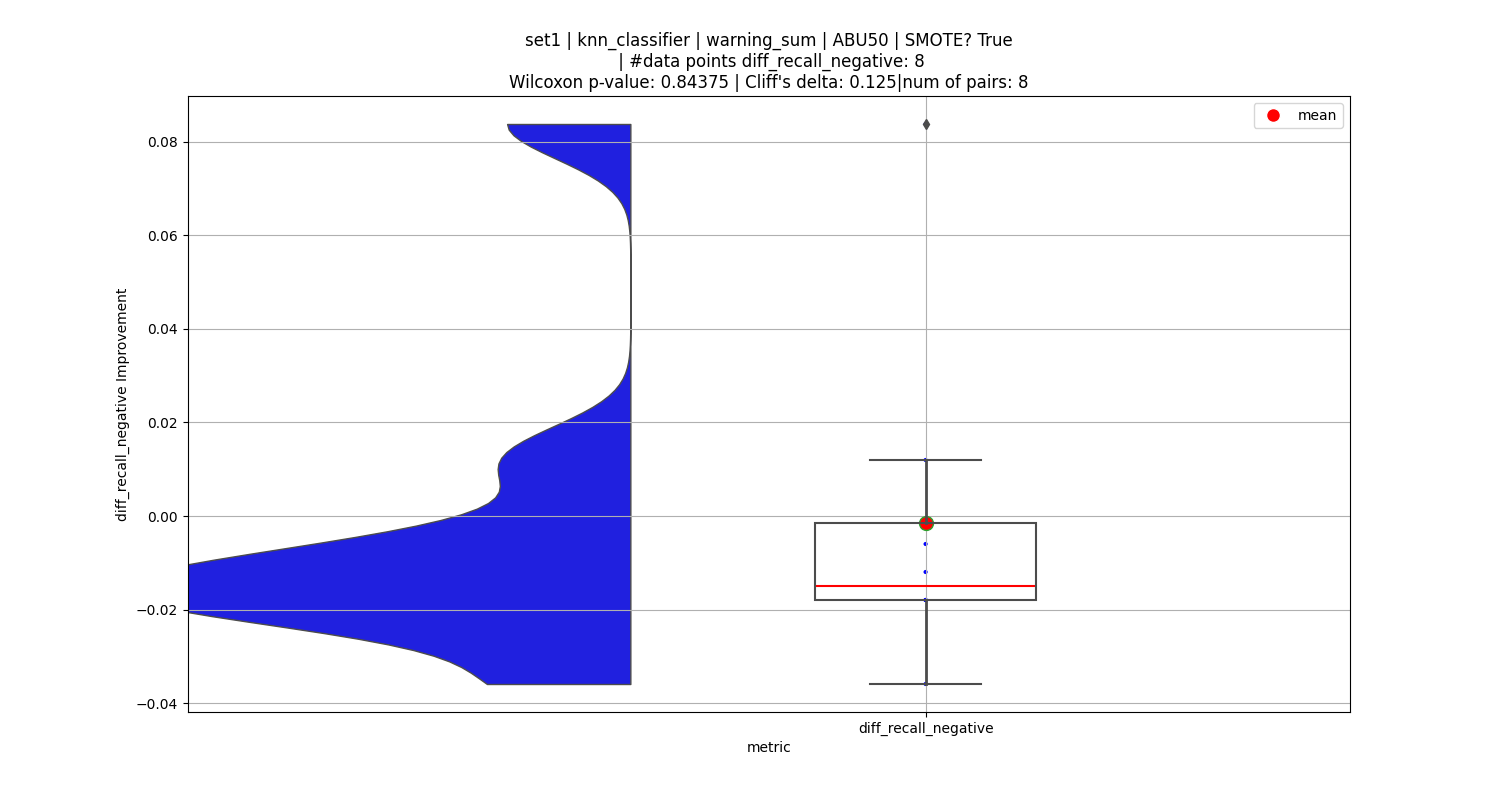 set1 | knn_classifier | warning_sum | ABU50 | SMOTE? True
| #data points diff_recall_negative: 8
Wilcoxon p-value: 0.84375 | Cliff's delta: 0.125|num of pairs: 8
mean
0.08
0.06
0.04
0.02
0.00
−0.02
−0.04
diff_recall_negative Improvement
diff_recall_negative
metric